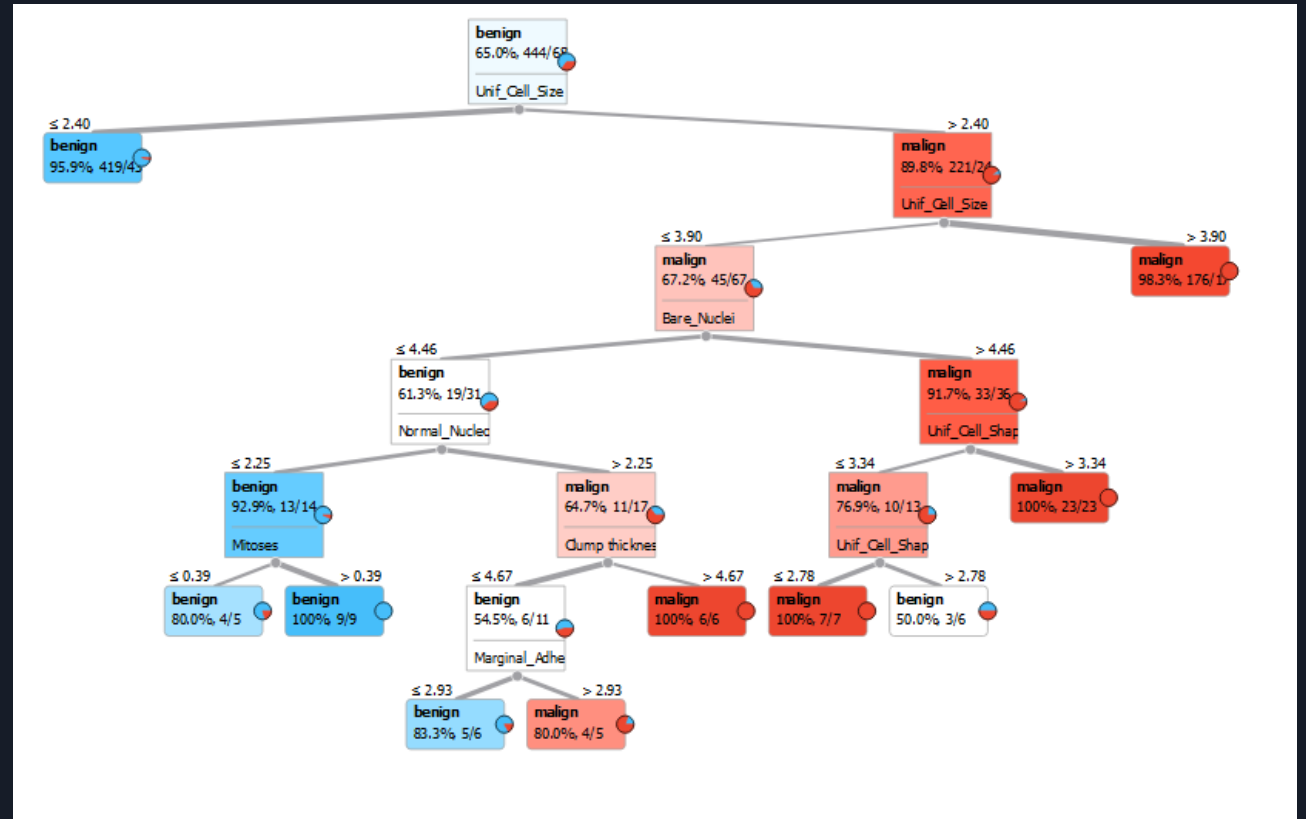 benign
65.0%, 444/68
Unif_Cell_Size
≤ 2.40
> 2.40
benign
95.9%, 419/43
malign
89.8%, 221/24
Unif_Cell_Size
≤ 3.90
> 3.90
malign
67.2%, 45/67
Bare_Nuclei
malign
98.3%, 176/17
≤ 4.46
> 4.46
benign
61.3%, 19/31
Normal_Nucleo
malign
91.7%, 33/36
Unif_Cell_Shap
≤ 2.25
> 2.25
≤ 3.34
> 3.34
benign
92.9%, 13/14
Mitoses
malign
64.7%, 11/17
Clump thicknes
malign
76.9%, 10/13
Unif_Cell_Shap
malign
100%, 23/23
≤ 0.39
> 0.39
≤ 4.67
> 4.67
≤ 2.78
> 2.78
benign
80.0%, 4/5
benign
100%, 9/9
benign
54.5%, 6/11
Marginal_Adhe
malign
100%, 6/6
malign
100%, 7/7
benign
50.0%, 3/6
≤ 2.93
> 2.93
benign
83.3%, 5/6
malign
80.0%, 4/5